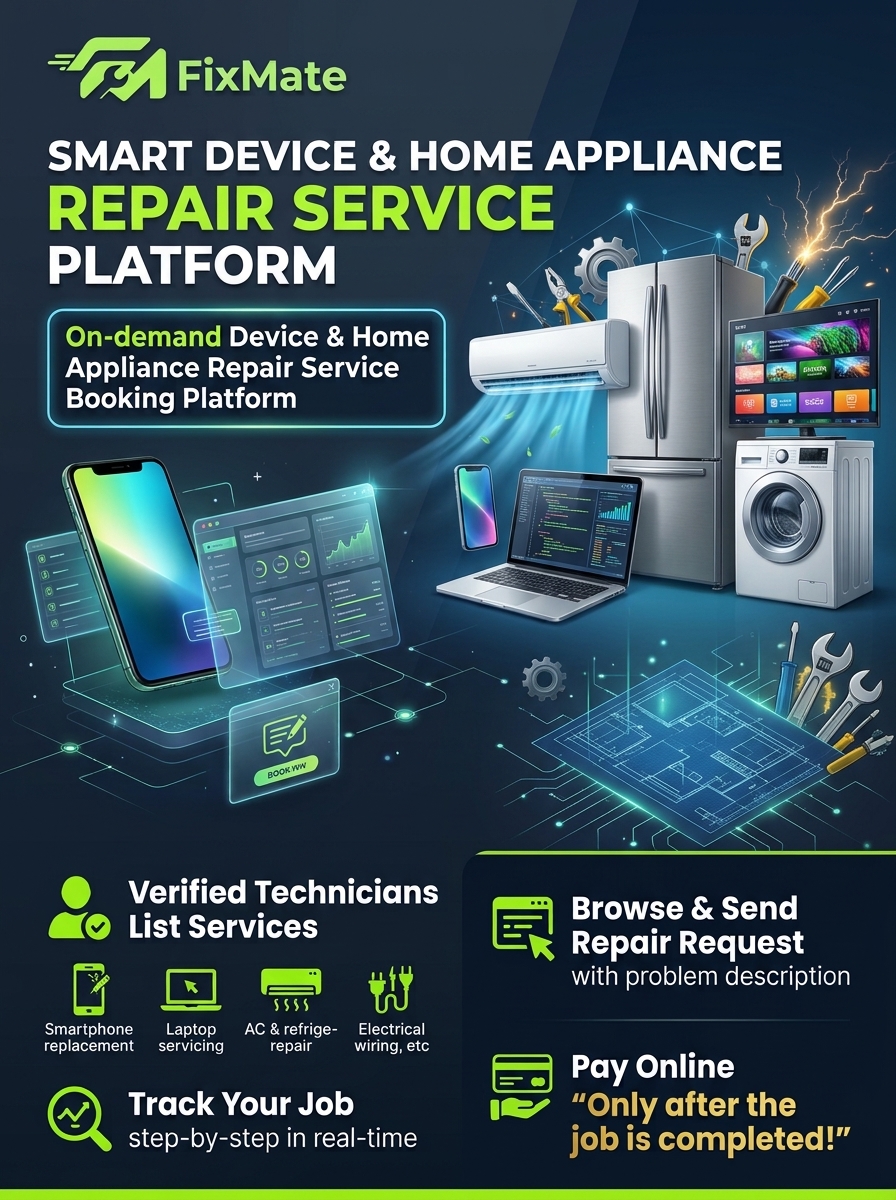 FixMate
SMART DEVICE & HOME APPLIANCE
REPAIR SERVICE
PLATFORM
On-demand Device & Home
Appliance Repair Service
Booking Platform
Verified Technicians
List Services
Smartphone
replacement
Laptop
servicing
AC & refrige-
repair
Electrical
wiring, etc
Track Your Job
step-by-step in real-time
Browse & Send
Repair Request
with problem description
Pay Online
“Only after the
job is completed!”